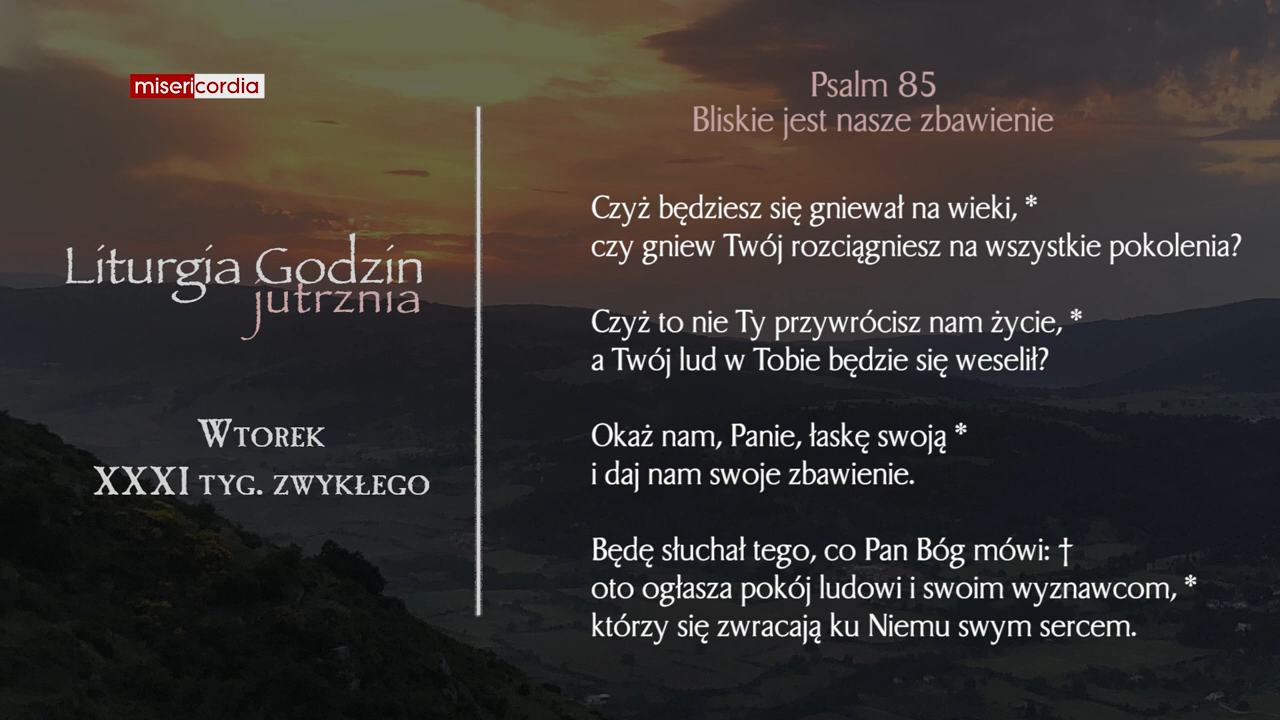 misericordia
Liturgia Godzin
jutrznia
Wtorek
XXXI tyg. zwykłego
Psalm 85
Bliskie jest nasze zbawienie
Czyż będziesz się gniewał na wieki, *
czy gniew Twój rozciągniesz na wszystkie pokolenia?
Czyż to nie Ty przywrócisz nam życie, *
a Twój lud w Tobie będzie się weselił?
Okaż nam, Panie, łaskę swoją *
i daj nam swoje zbawienie.
Będę słuchał tego, co Pan Bóg mówi: †
oto ogłasza pokój ludowi i swoim wyznawcom, *
którzy się zwracają ku Niemu swym sercem.